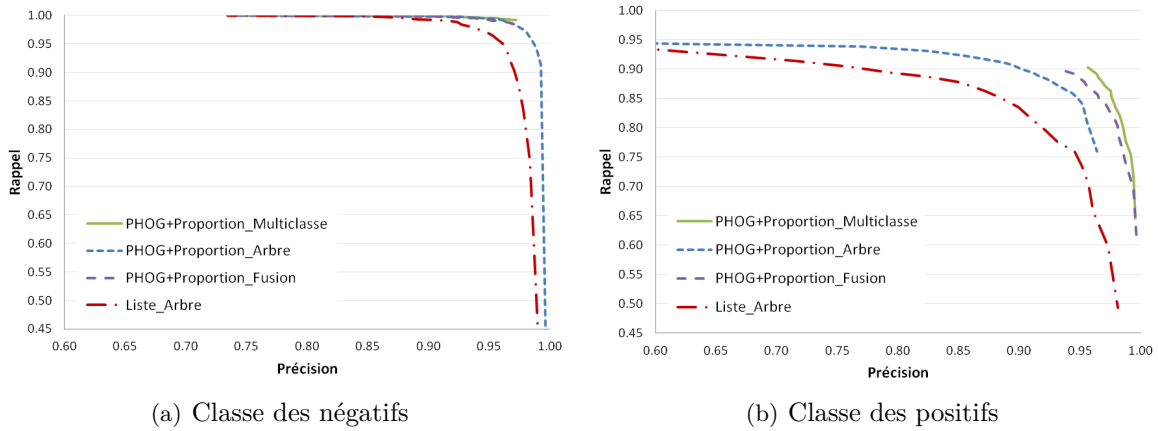 1.00
0.95
0.90
0.85
0.80
0.75
0.70
0.65
0.60
0.55
0.50
0.45
Rappel
PHOG+Proportion_Multiclasse
PHOG+Proportion_Arbre
PHOG+Proportion_Fusion
Liste_Arbre
0.60 0.65 0.70 0.75 0.80 0.85 0.90 0.95 1.00
Précision
(a) Classe des négatifs
1.00
0.95
0.90
0.85
0.80
0.75
0.70
0.65
0.60
0.55
0.50
0.45
Rappel
PHOG+Proportion_Multiclasse
PHOG+Proportion_Arbre
PHOG+Proportion_Fusion
Liste_Arbre
0.60 0.65 0.70 0.75 0.80 0.85 0.90 0.95 1.00
Précision
(b) Classe des positifs